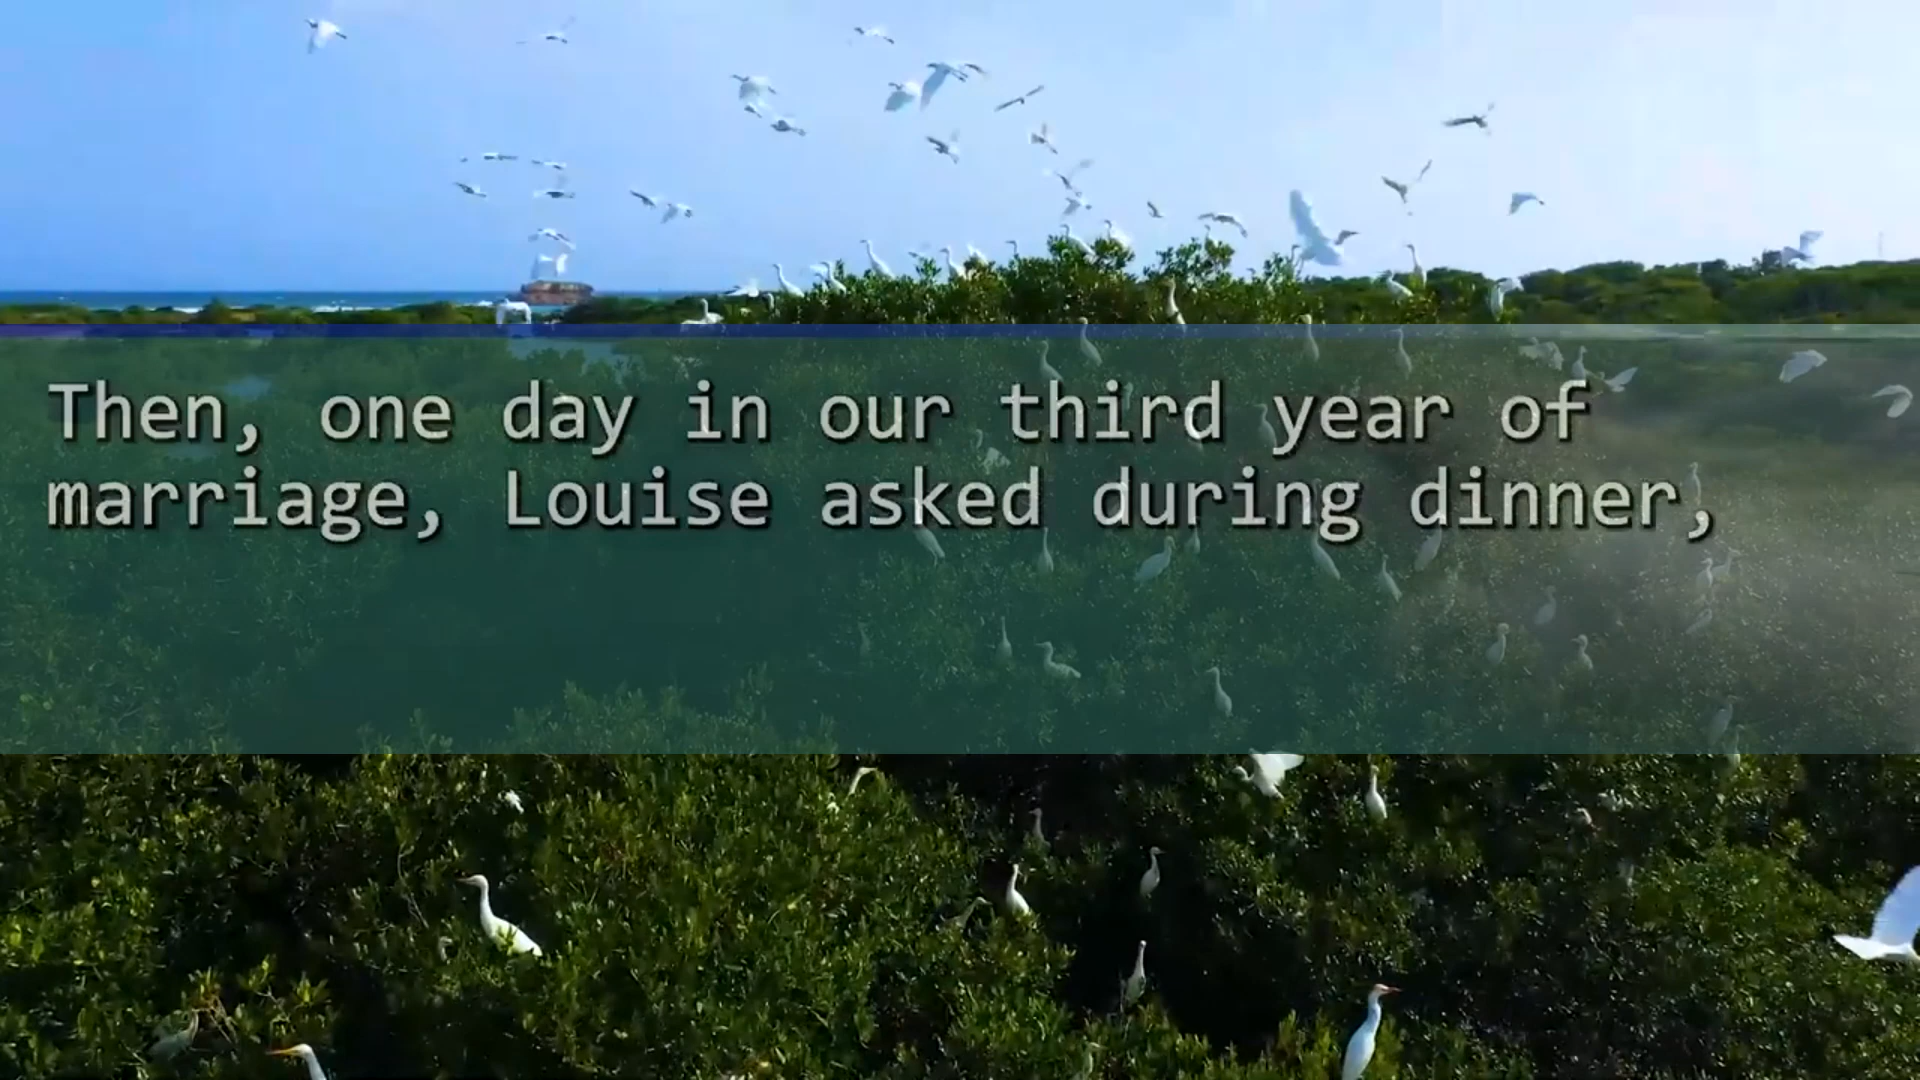 Then, one day in our third year of
marriage, Louise asked during dinner,